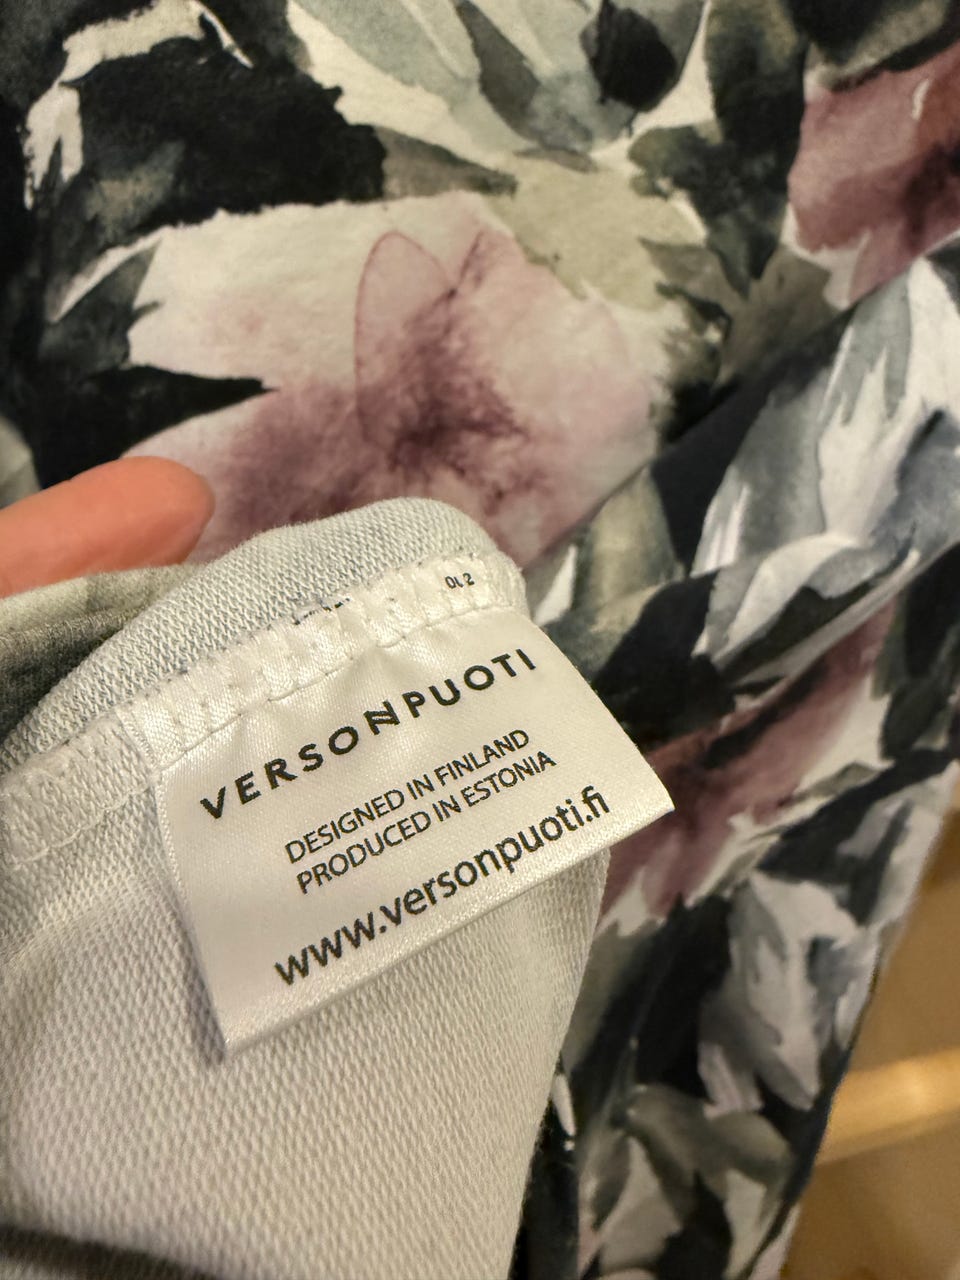 VERSONPUOTI
DESIGNED IN FINLAND
PRODUCED IN ESTONIA
www.versonpuoti.fi